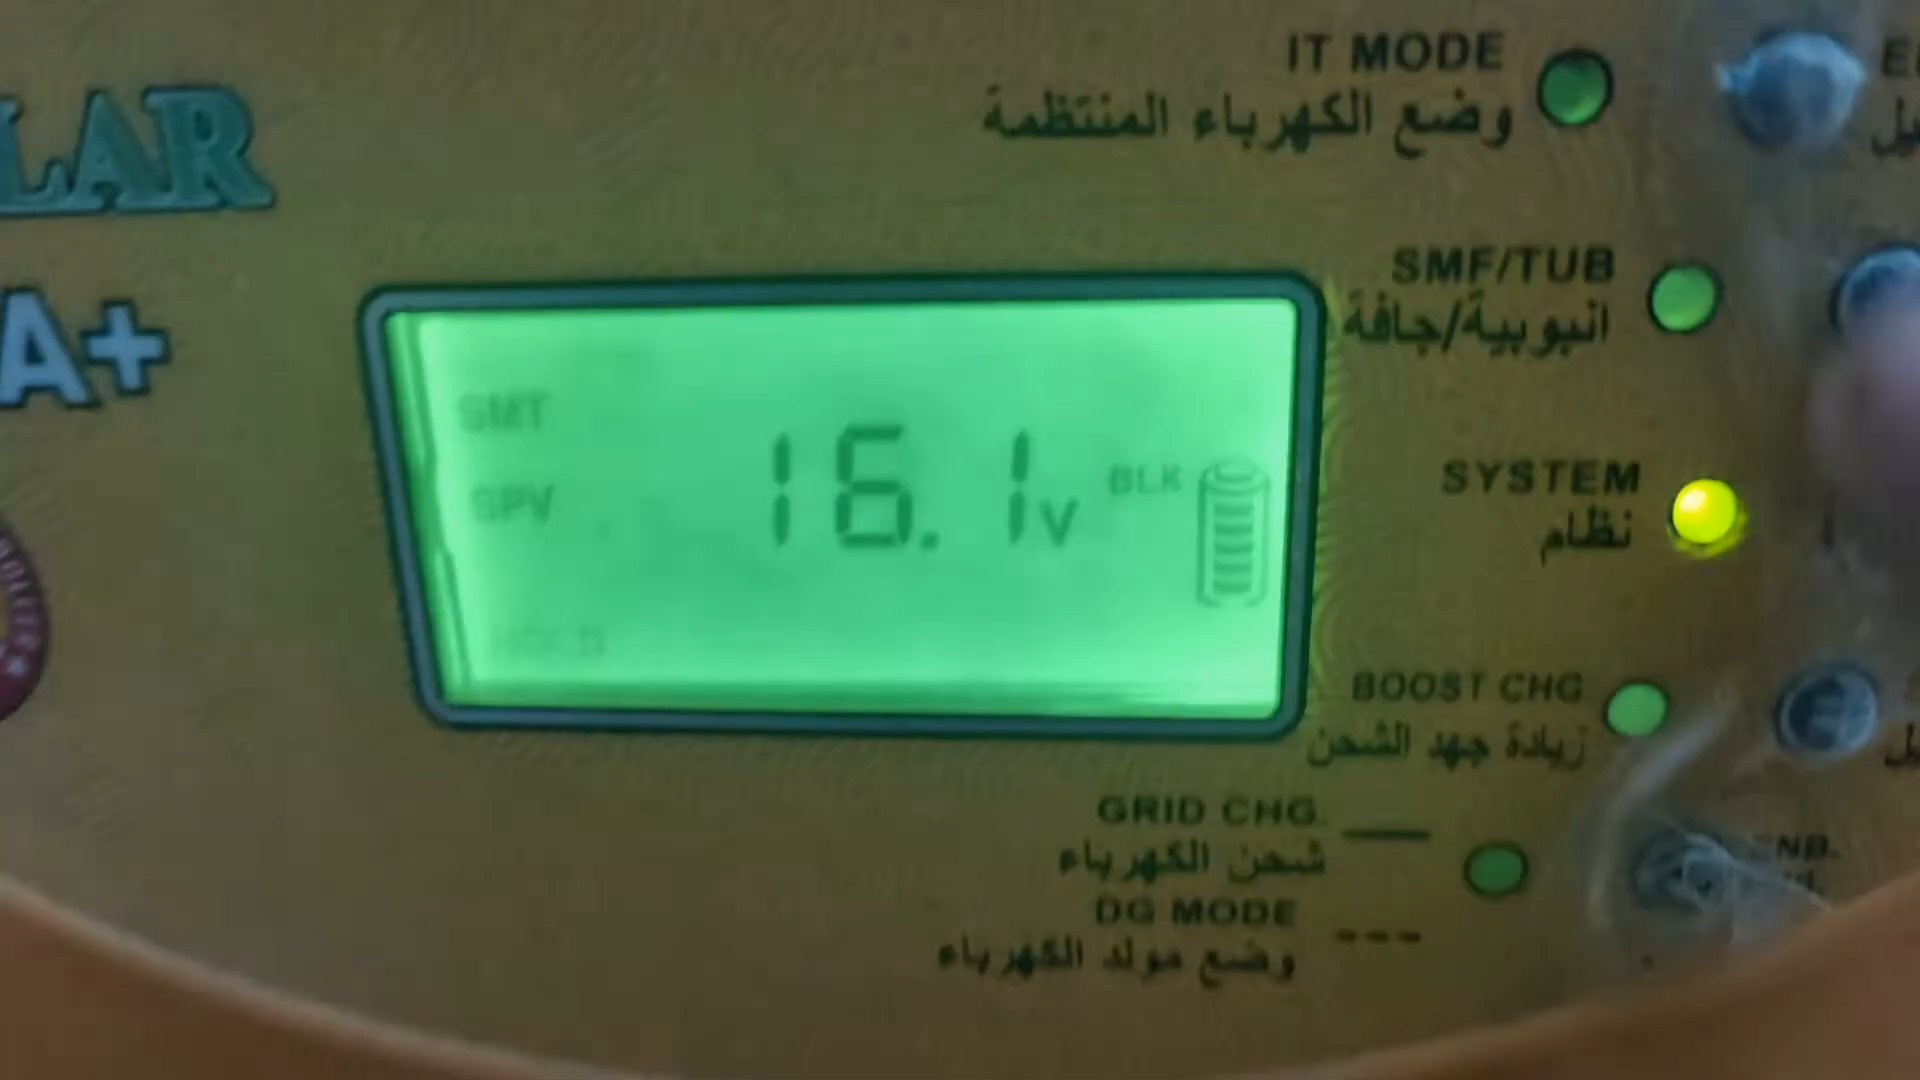 LAR
A+
IT MODE
وضع الكهرباء المنتظمة
SMF/TUB
انبوبية/جافة
SMT
16.1v
BLK
SPV
SYSTEM
نظام
HOLD
BOOST CHG
زيادة جهد الشحن
GRID CHG.
شحن الكهرباء
DG MODE
وضع مولد الكهرباء